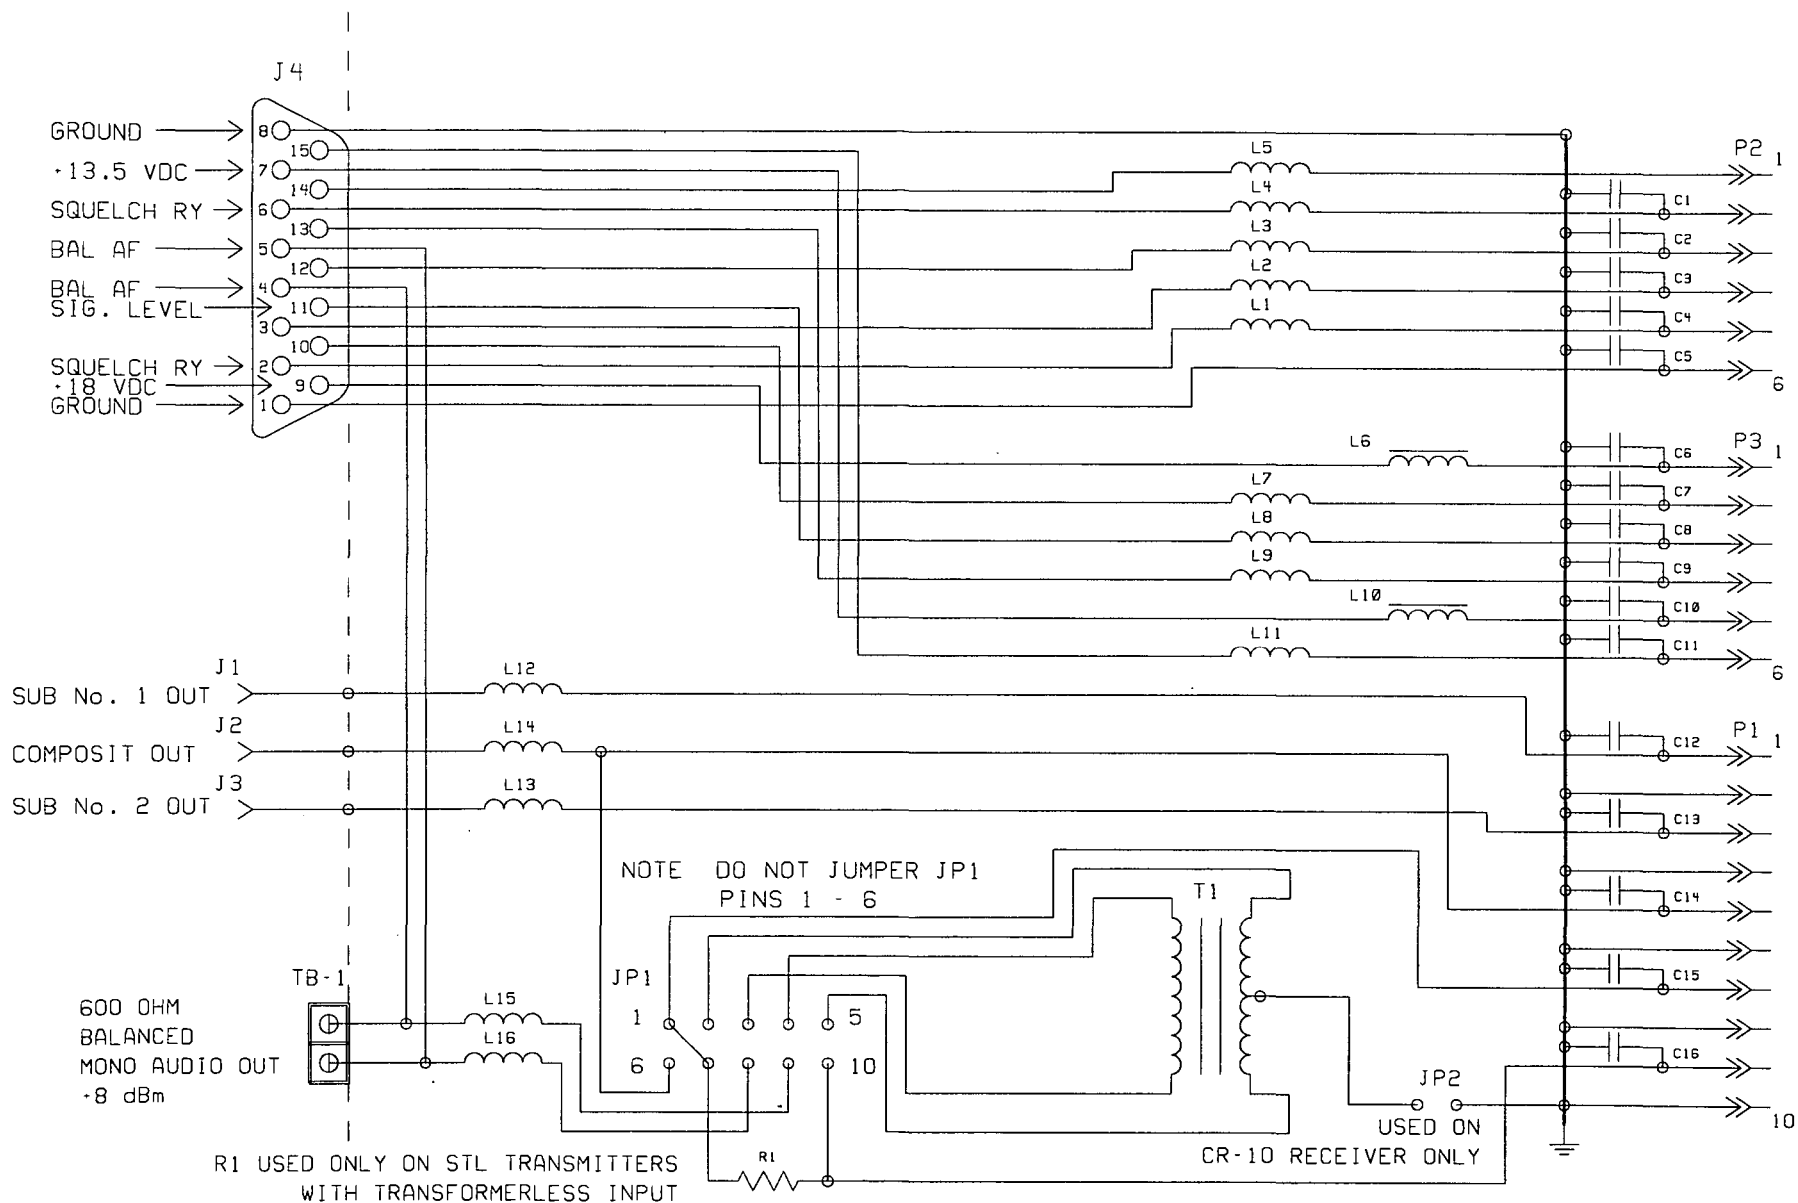 J4
GROUND
8
15
+13.5 VDC
7
14
SQUELCH RY
6
13
BAL AF
5
12
BAL AF
4
SIG. LEVEL
11
3
10
SQUELCH RY
2
+18 VDC
9
GROUND
1
L5
L4
L3
L2
L1
P2 1
C1
C2
C3
C4
C5
6
L6
L7
L8
L9
L10
L11
P3 1
C6
C7
C8
C9
C10
C11
6
J1
SUB No. 1 OUT
L12
J2
COMPOSIT OUT
L14
J3
SUB No. 2 OUT
L13
P1 1
C12
C13
C14
C15
C16
10
NOTE DO NOT JUMPER JP1
PINS 1 - 6
T1
TB-1
600 OHM
BALANCED
MONO AUDIO OUT
+8 dBm
L15
L16
JP1
1 5
6 10
JP2
USED ON
CR-10 RECEIVER ONLY
R1
R1 USED ONLY ON STL TRANSMITTERS
WITH TRANSFORMERLESS INPUT